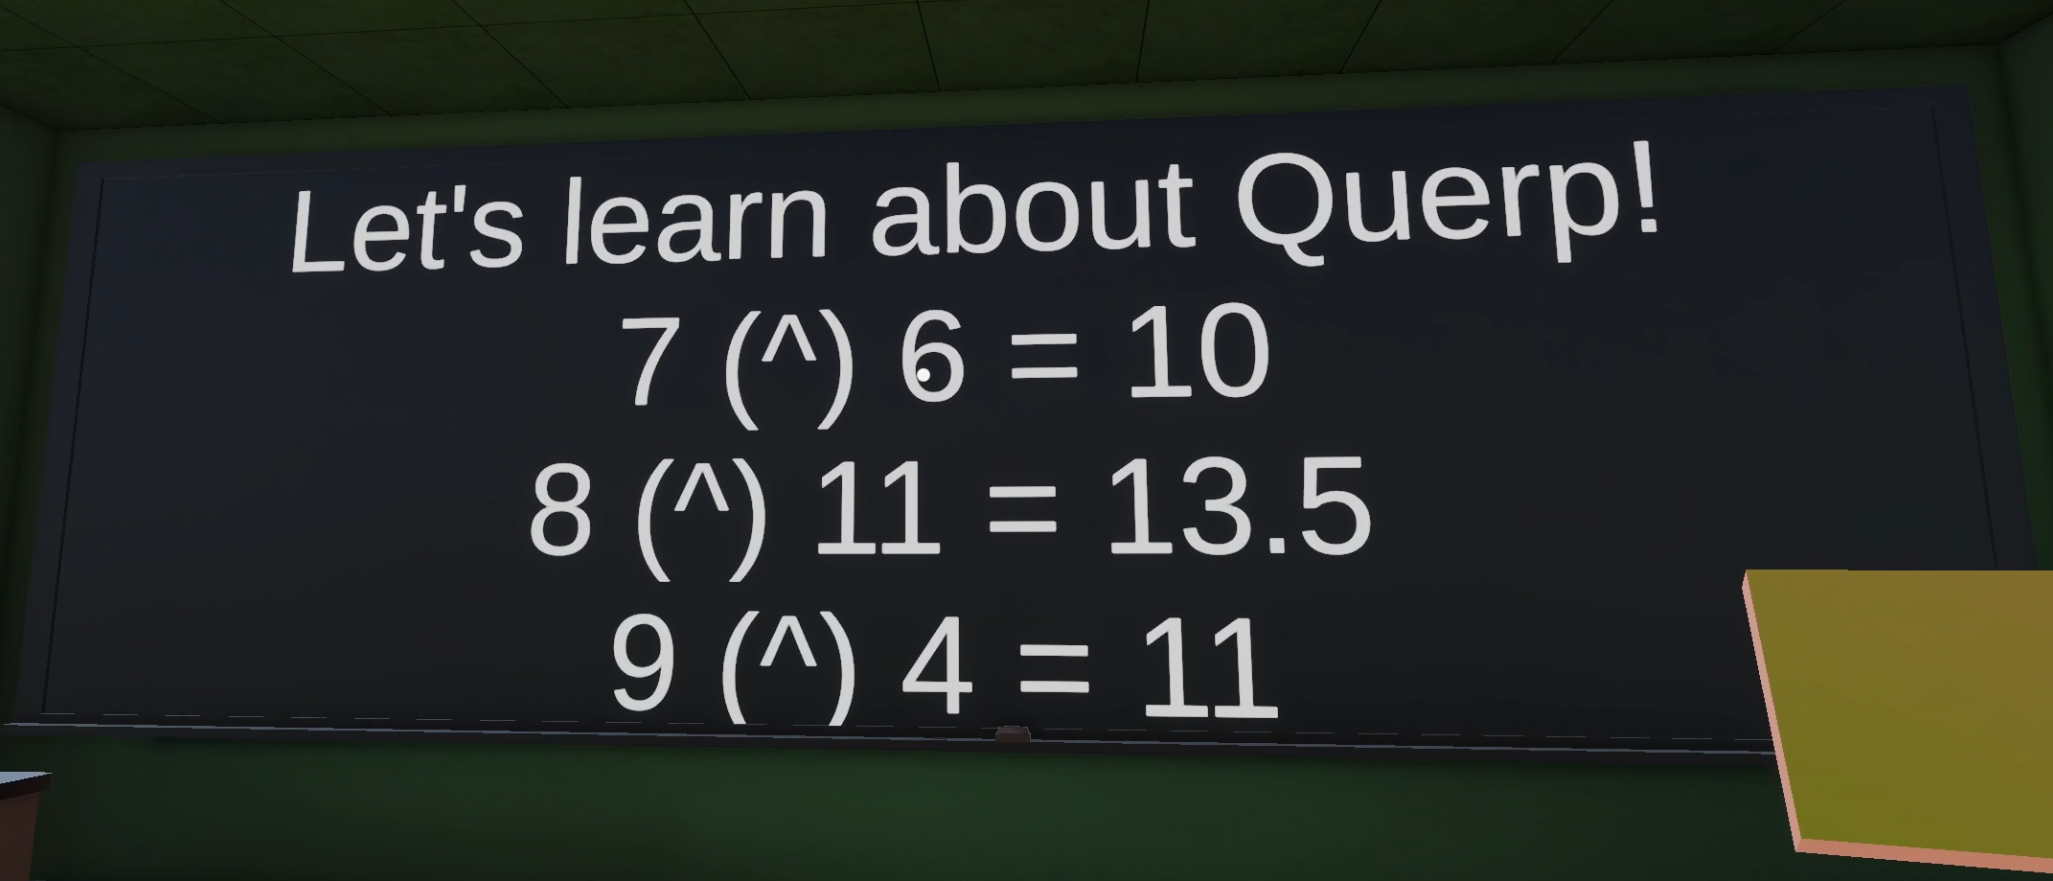 Let's learn about Querp!
7 (^) 6 = 10
8 (^) 11 = 13.5
9 (^) 4 = 11